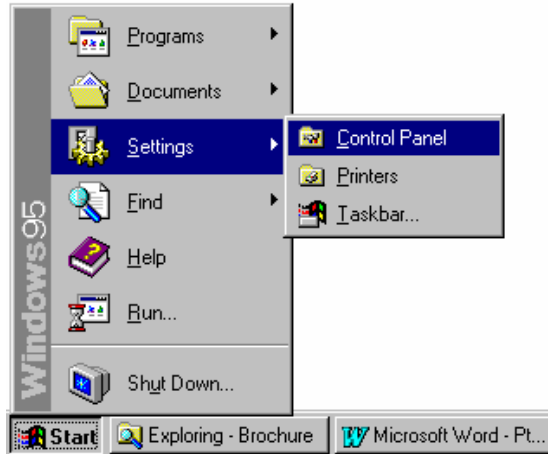 Programs
Documents
Settings
Find
Help
Run...
Shut Down...
Windows95
Control Panel
Printers
Taskbar...
Start
Exploring - Brochure
Microsoft Word - Pt...